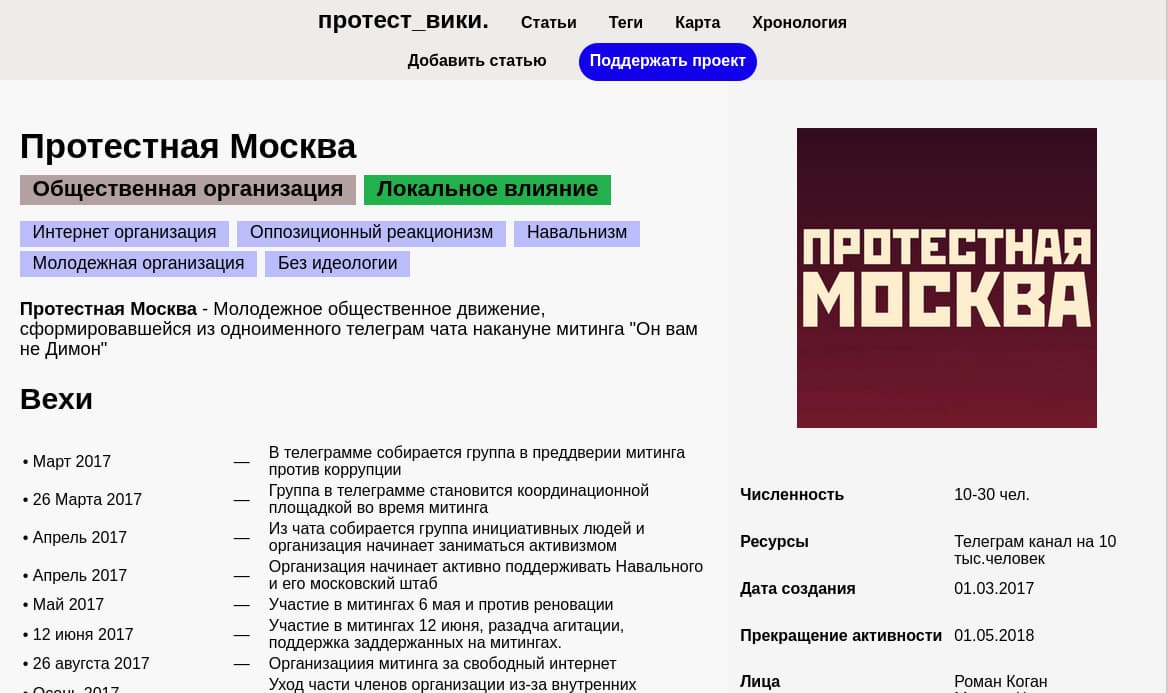 протест_вики. Статьи Теги Карта Хронология
Добавить статью Поддержать проект
Протестная Москва
Общественная организация Локальное влияние
Интернет организация Оппозиционный реакционизм Навальнизм
Молодежная организация Без идеологии
Протестная Москва - Молодежное общественное движение,
сформировавшейся из одноименного телеграм чата накануне митинга "Он вам
не Димон"
Вехи
• Март 2017 — В телеграмме собирается группа в преддверии митинга
против коррупции
• 26 Марта 2017 — Группа в телеграмме становится координационной
площадкой во время митинга
• Апрель 2017 — Из чата собирается группа инициативных людей и
организация начинает заниматься активизмом
• Апрель 2017 — Организация начинает активно поддерживать Навального
и его московский штаб
• Май 2017 — Участие в митингах 6 мая и против реновации
• 12 июня 2017 — Участие в митингах 12 июня, разадча агитации,
поддержка заддержанных на митингах.
• 26 авугста 2017 — Организациия митинга за свободный интернет
• Осень 2017 Уход части членов организации из-за внутренних
ПРОТЕСТНАЯ
МОСКВА
Численность 10-30 чел.
Ресурсы Телеграм канал на 10
тыс.человек
Дата создания 01.03.2017
Прекращение активности 01.05.2018
Лица Роман Коган